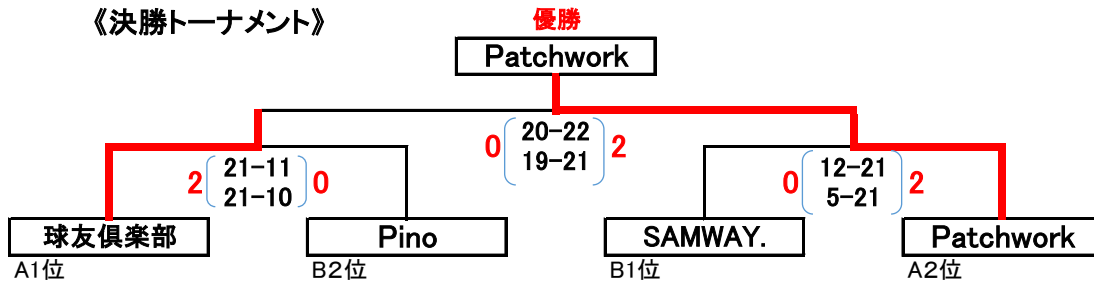 《決勝トーナメント》
優勝
Patchwork
0 20-22 2
19-21
2 21-11 0
21-10
0 12-21 2
5-21
球友倶楽部 Pino SAMWAY. Patchwork
A1位 B2位 B1位 A2位